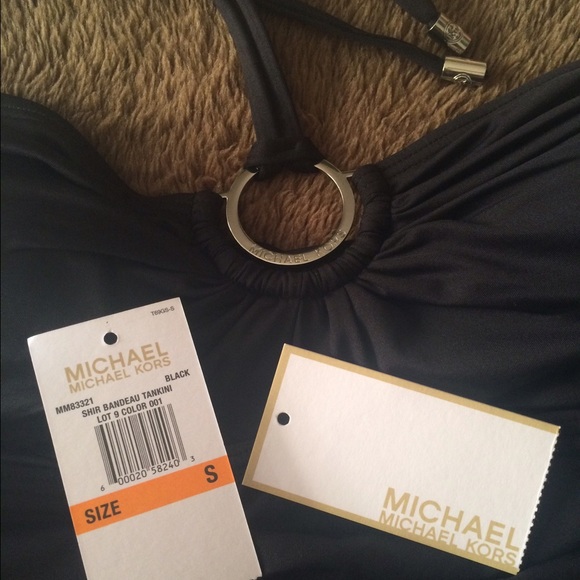 MICHAEL KORS
T6930-S
MICHAEL
MICHAEL KORS
BLACK
MM83321
SHIR BANDEAU TANKINI
LOT 9 COLOR 001
6 00020 58240 3
SIZE S
MICHAEL
MICHAEL KORS